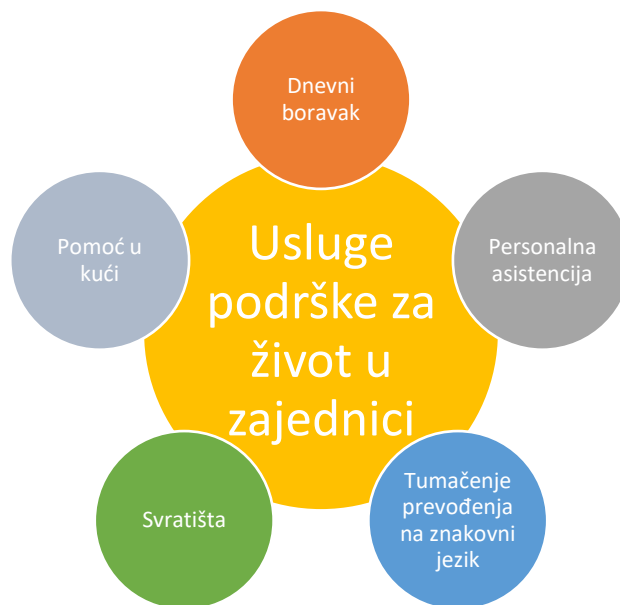 Dnevni
boravak
Pomoć u
kući
Usluge
podrške za
život u
zajednici
Personalna
asistencija
Svratišta
Tumačenje
prevođenja
na znakovni
jezik